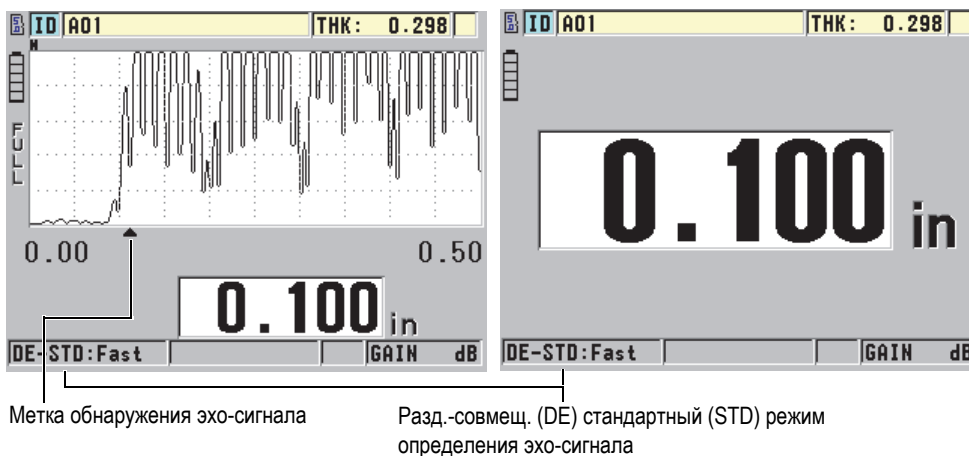 ID A01 THK: 0.298
FULL
0.00 0.50
0.100 in
DE-STD:Fast GAIN dB
ID A01 THK: 0.298
0.100 in
DE-STD:Fast GAIN dB
Метка обнаружения эхо-сигнала
Разд.-совмещ. (DE) стандартный (STD) режим
определения эхо-сигнала